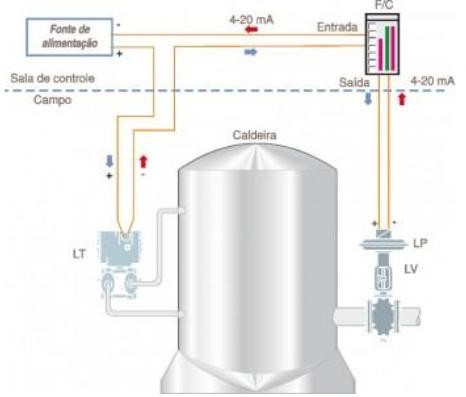 F/C
4-20 mA
Entrada
Fonte de
alimentação
-
+
Sala de controle
Campo
Saída
4-20 mA
Caldeira
+
-
+
-
LT
LP
LV